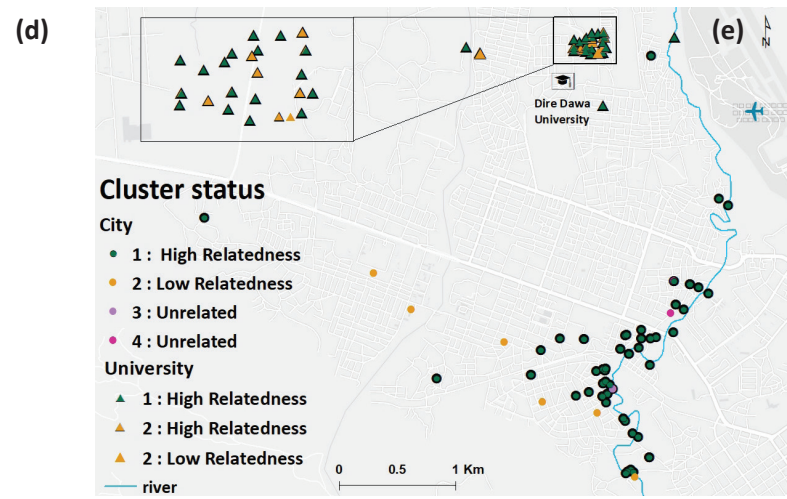 (d)
(e)
N
Dire Dawa
University
Cluster status
City
1 : High Relatedness
2 : Low Relatedness
3 : Unrelated
4 : Unrelated
University
1 : High Relatedness
2 : High Relatedness
2 : Low Relatedness
river
0 0.5 1 Km